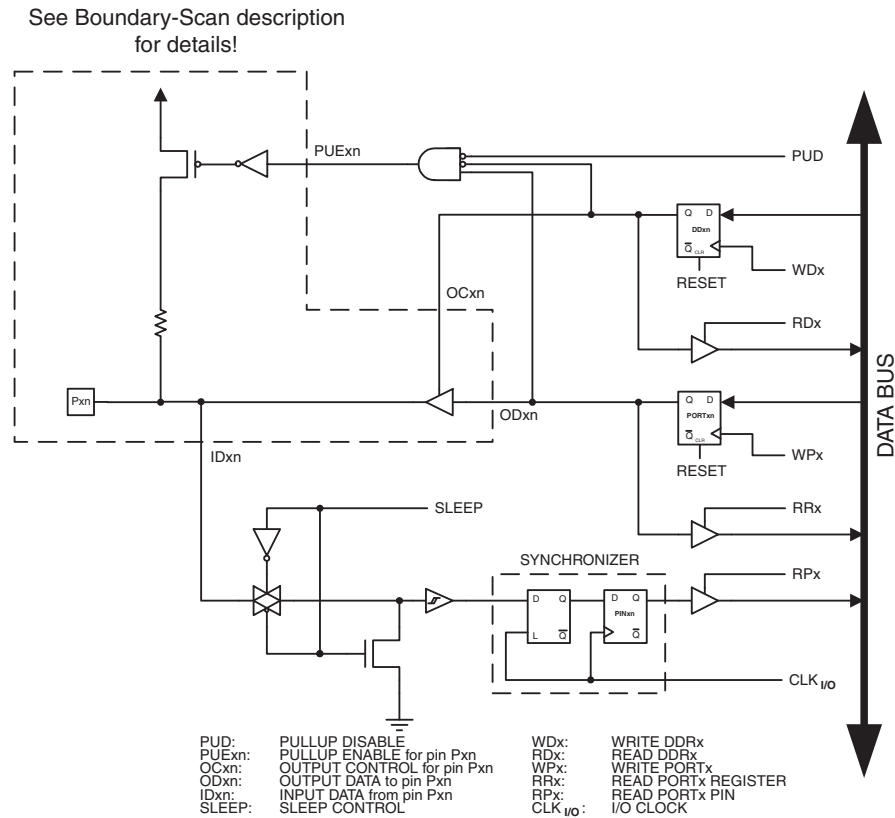 See Boundary-Scan description
for details!
PUExn
PUD
Q D
DDxn
Q CLR
WDx
RESET
OCxn
RDx
Pxn
ODxn
Q D
PORTxn
Q CLR
WPx
RESET
IDxn
DATA BUS
SLEEP
RRx
SYNCHRONIZER
RPx
D Q
L Q
D Q
PINxn
Q
CLK I/O
PUD: PULLUP DISABLE
PUExn: PULLUP ENABLE for pin Pxn
OCxn: OUTPUT CONTROL for pin Pxn
ODxn: OUTPUT DATA to pin Pxn
IDxn: INPUT DATA from pin Pxn
SLEEP: SLEEP CONTROL
WDx: WRITE DDRx
RDx: READ DDRx
WPx: WRITE PORTx
RRx: READ PORTx REGISTER
RPx: READ PORTx PIN
CLK I/O: I/O CLOCK